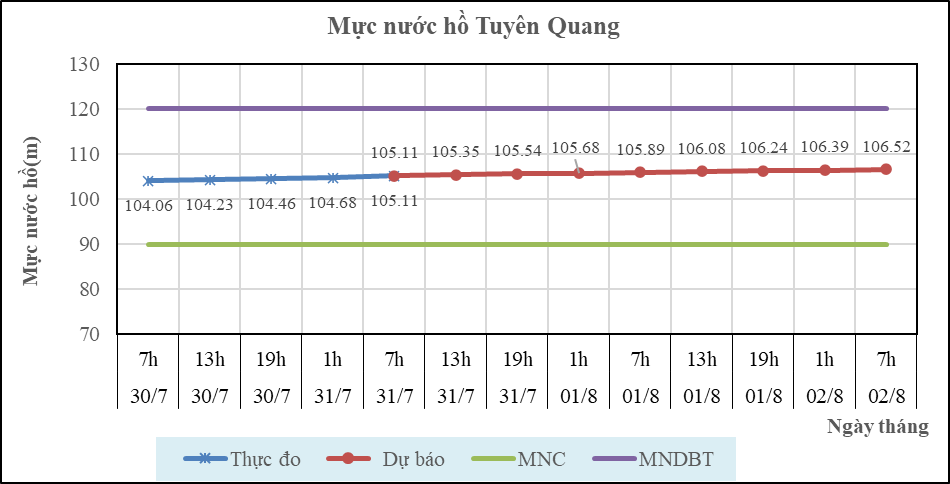 Mực nước hồ Tuyên Quang
Mực nước hồ(m)
130
120
110
100
90
80
70
105.11 105.35 105.54 105.68 105.89 106.08 106.24 106.39 106.52
104.06 104.23 104.46 104.68 105.11
7h 13h 19h 1h 7h 13h 19h 1h 7h 13h 19h 1h 7h
30/7 30/7 30/7 31/7 31/7 31/7 31/7 01/8 01/8 01/8 01/8 02/8 02/8
Ngày tháng
Thực đo Dự báo MNC MNDBT